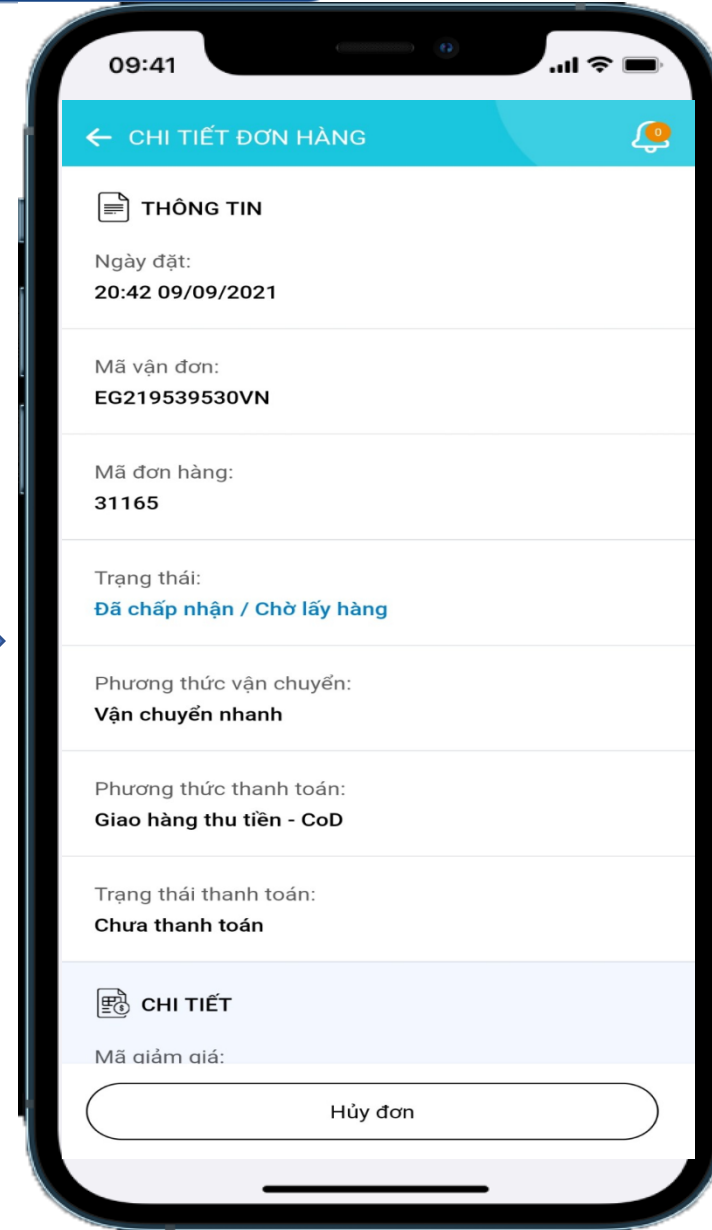 09:41
CHI TIẾT ĐƠN HÀNG
0
THÔNG TIN
Ngày đặt:
20:42 09/09/2021
Mã vận đơn:
EG219539530VN
Mã đơn hàng:
31165
Trạng thái:
Đã chấp nhận / Chờ lấy hàng
Phương thức vận chuyển:
Vận chuyển nhanh
Phương thức thanh toán:
Giao hàng thu tiền - CoD
Trạng thái thanh toán:
Chưa thanh toán
CHI TIẾT
Mã giảm giá:
Hủy đơn